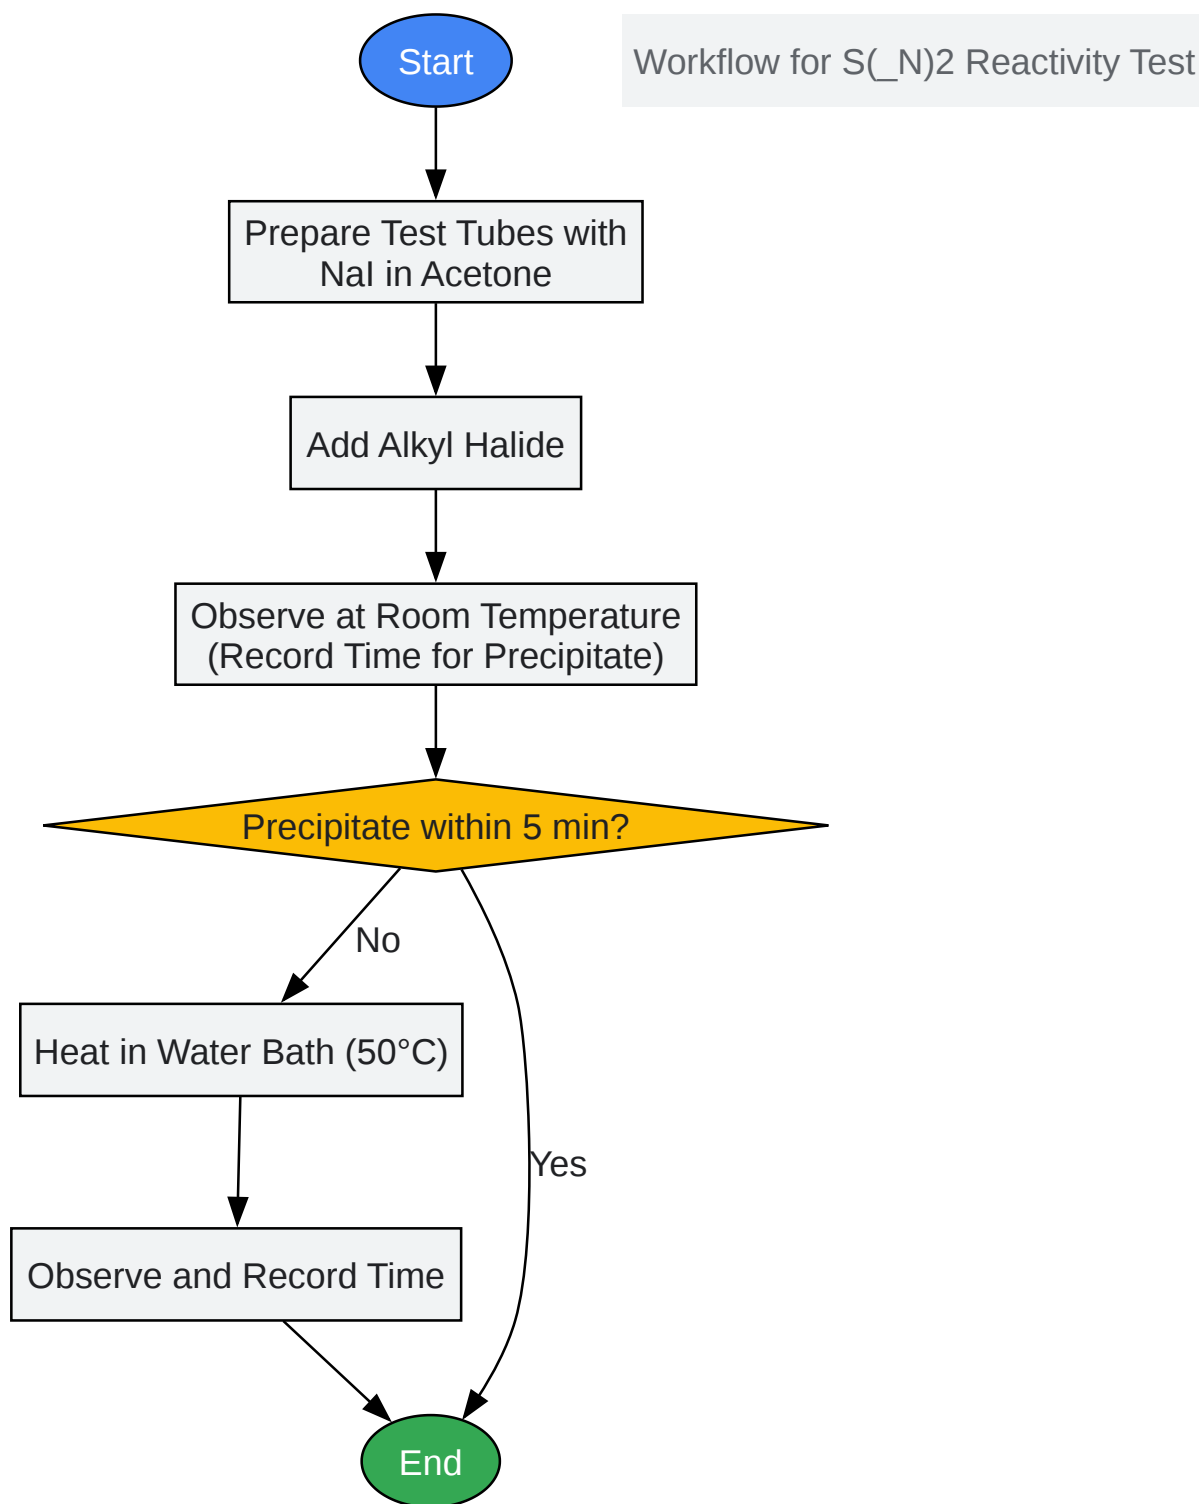 Start
Workflow for S(_N)2 Reactivity Test
Prepare Test Tubes with
NaI in Acetone
Add Alkyl Halide
Observe at Room Temperature
(Record Time for Precipitate)
Precipitate within 5 min?
No
Heat in Water Bath (50°C)
Yes
Observe and Record Time
End